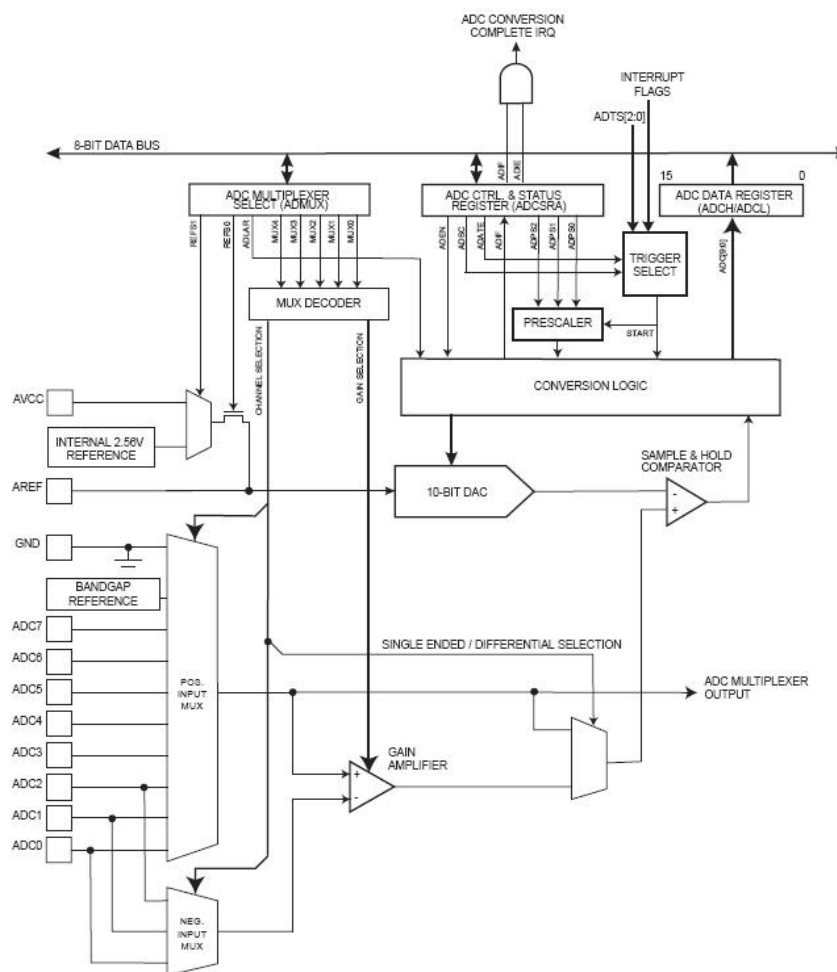 ADC CONVERSION
COMPLETE IRQ
INTERRUPT
FLAGS
ADTS[2:0]
8-BIT DATA BUS
ADIF
ADIE
15
0
ADC MULTIPLEXER
SELECT (ADMUX)
ADC CTRL. & STATUS
REGISTER (ADCSRA)
ADC DATA REGISTER
(ADCH/ADCL)
REFS1
REFS0
ADLAR
MUX4
MUX3
MUX2
MUX1
MUX0
ADEN
ADSC
ADATE
ADIF
ADPS2
ADPS1
ADPS0
TRIGGER
SELECT
ADC[9:0]
MUX DECODER
PRESCALER
START
CHANNEL SELECTION
GAIN SELECTION
CONVERSION LOGIC
AVCC
INTERNAL 2.56V
REFERENCE
SAMPLE & HOLD
COMPARATOR
AREF
10-BIT DAC
-
+
GND
BANDGAP
REFERENCE
ADC7
SINGLE ENDED / DIFFERENTIAL SELECTION
ADC6
ADC5
POS.
INPUT
MUX
ADC MULTIPLEXER
OUTPUT
ADC4
ADC3
GAIN
AMPLIFIER
+
-
ADC2
ADC1
ADC0
NEG.
INPUT
MUX